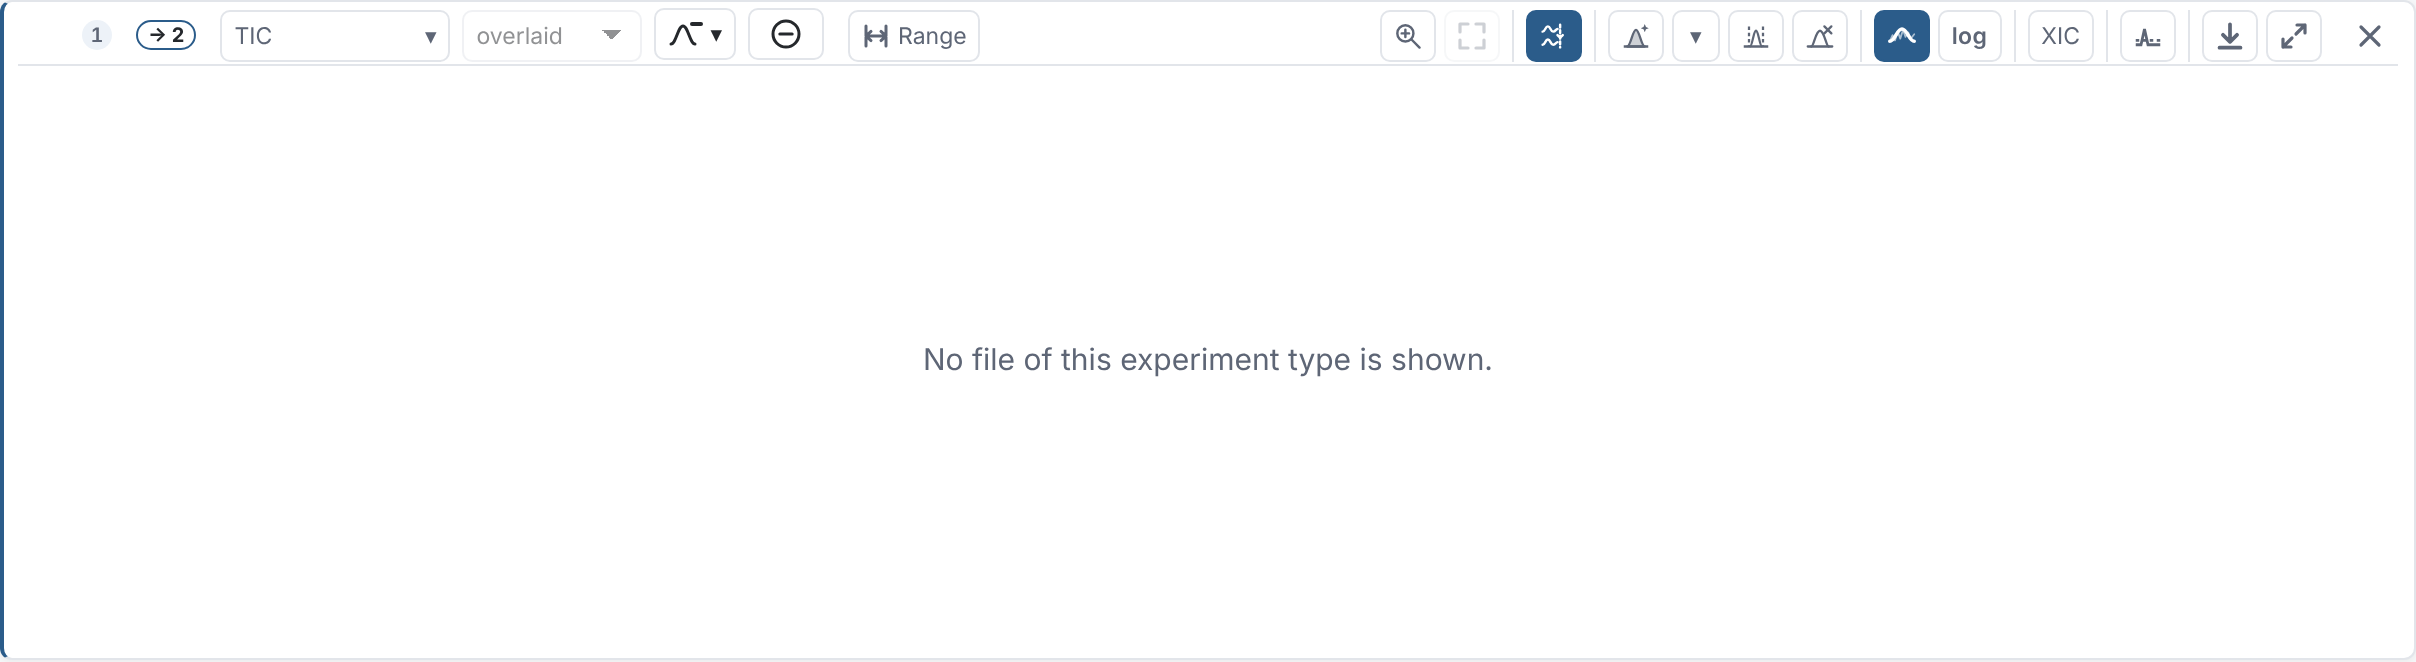 1 → 2 TIC ▾ overlaid ▾ Range log XIC
No file of this experiment type is shown.